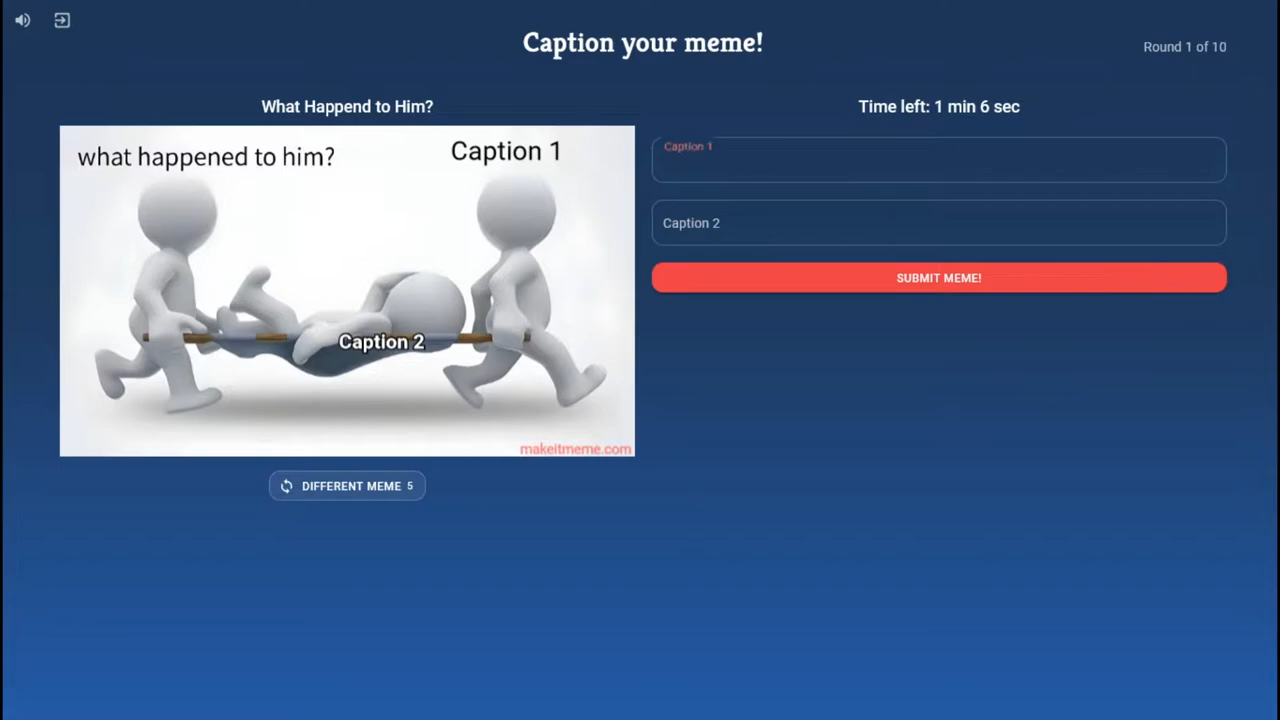 Caption your meme!
Round 1 of 10
What Happend to Him?
Time left: 1 min 6 sec
what happened to him?
Caption 1
Caption 2
makeitmeme.com
DIFFERENT MEME 5
Caption 1
Caption 2
SUBMIT MEME!